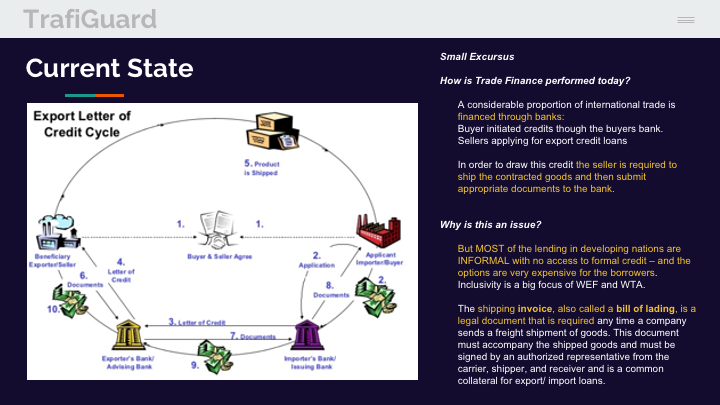 TrafiGuard
Current State
Export Letter of
Credit Cycle
5. Product
is Shipped
1.
1.
Buyer & Seller Agree
Beneficiary
Exporter/Seller
Applicant
Importer/Buyer
4.
Letter of
Credit
2.
Application
6.
Documents
8.
Documents
2.
10.
3. Letter of Credit
7. Documents
9.
Exporter's Bank/
Advising Bank
Importer's Bank/
Issuing Bank
Small Excursus
How is Trade Finance performed today?
A considerable proportion of international trade is
financed through banks:
Buyer initiated credits though the buyers bank.
Sellers applying for export credit loans
In order to draw this credit the seller is required to
ship the contracted goods and then submit
appropriate documents to the bank.
Why is this an issue?
But MOST of the lending in developing nations are
INFORMAL with no access to formal credit – and the
options are very expensive for the borrowers.
Inclusivity is a big focus of WEF and WTA.
The shipping invoice, also called a bill of lading, is a
legal document that is required any time a company
sends a freight shipment of goods. This document
must accompany the shipped goods and must be
signed by an authorized representative from the
carrier, shipper, and receiver and is a common
collateral for export/ import loans.